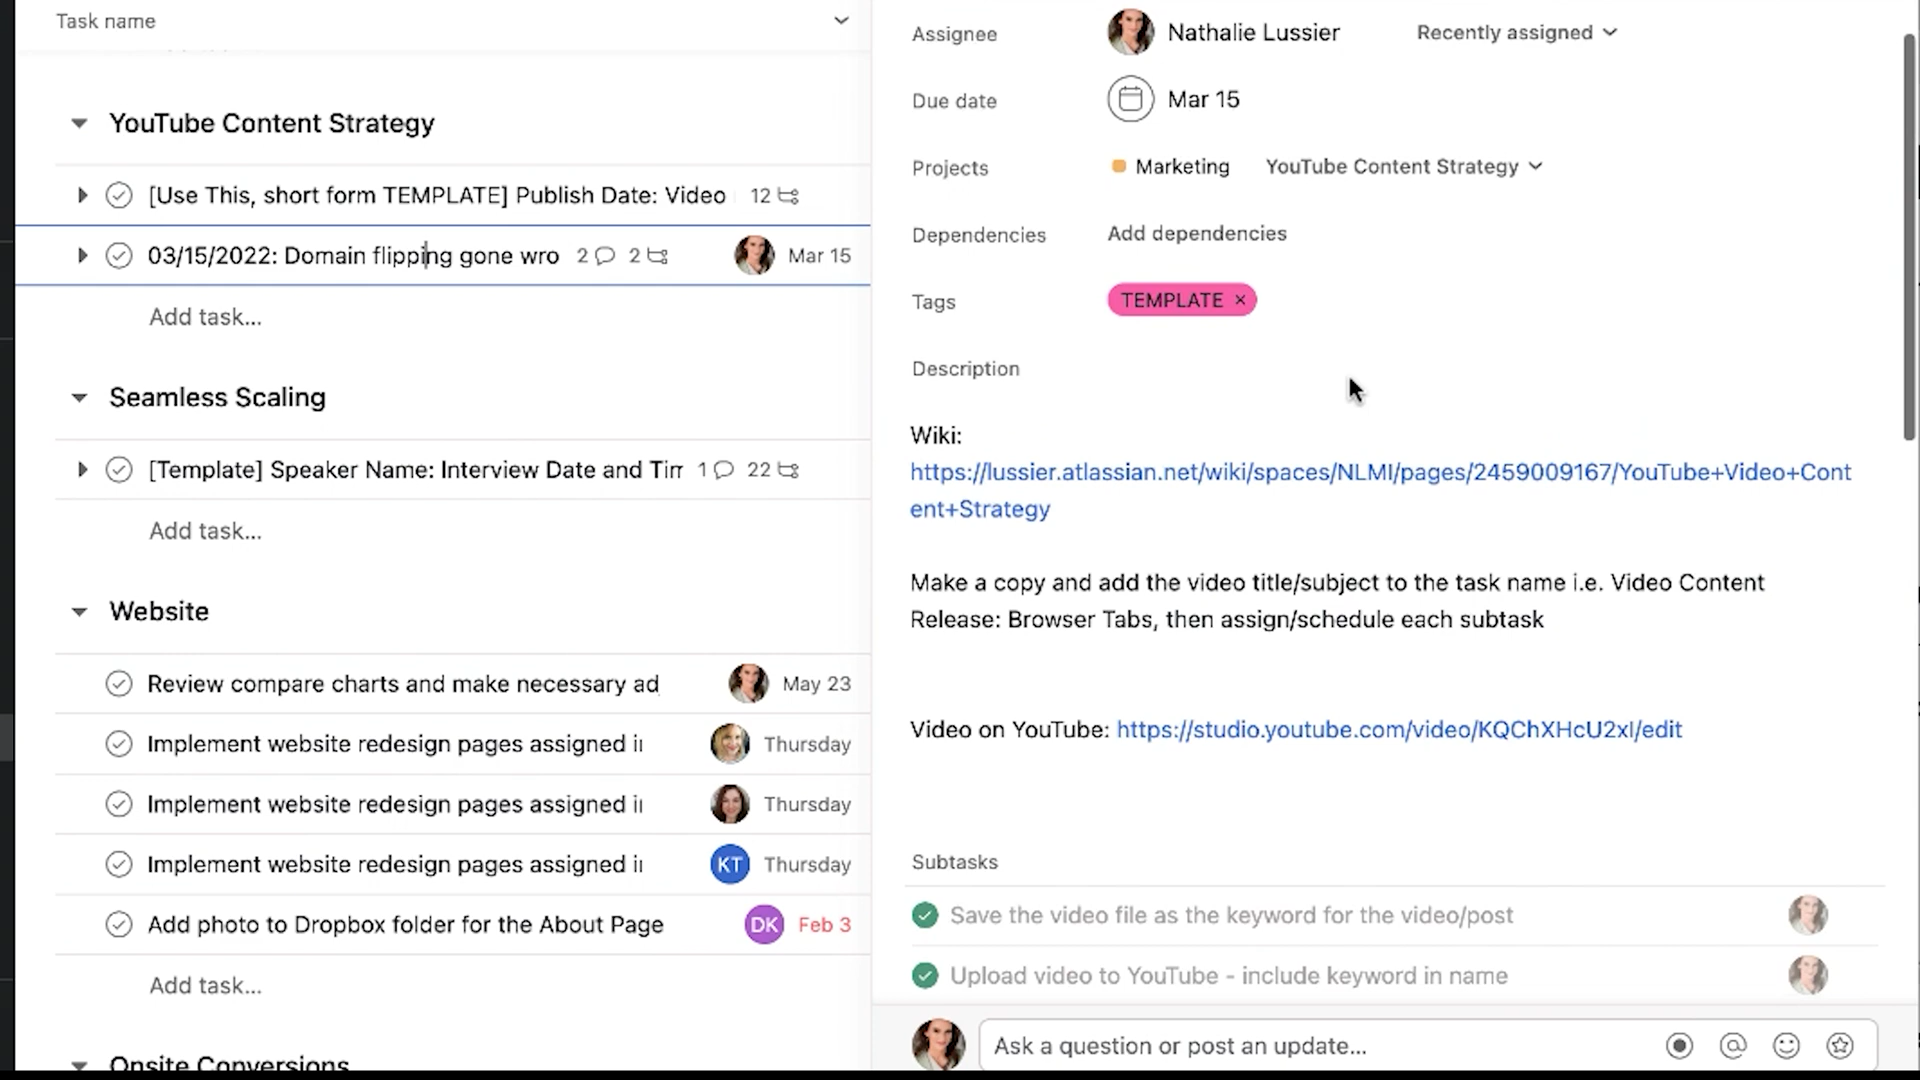 Task name
YouTube Content Strategy
[Use This, short form TEMPLATE] Publish Date: Video 12
03/15/2022: Domain flipping gone wro 2 2 Mar 15
Add task...
Seamless Scaling
[Template] Speaker Name: Interview Date and Tim 1 22
Add task...
Website
Review compare charts and make necessary ad May 23
Implement website redesign pages assigned Thursday
Implement website redesign pages assigned Thursday
Implement website redesign pages assigned KT Thursday
Add photo to Dropbox folder for the About Page DK Feb 3
Add task...
Onsite Conversions
Assignee Nathalie Lussier Recently assigned
Due date Mar 15
Projects Marketing YouTube Content Strategy
Dependencies Add dependencies
Tags TEMPLATE ×
Description
Wiki:
https://lussier.atlassian.net/wiki/spaces/NLMI/pages/2459009167/YouTube+Video+Cont
ent+Strategy
Make a copy and add the video title/subject to the task name i.e. Video Content
Release: Browser Tabs, then assign/schedule each subtask
Video on YouTube: https://studio.youtube.com/video/KQChXHcU2xI/edit
Subtasks
Save the video file as the keyword for the video/post
Upload video to YouTube - include keyword in name
Ask a question or post an update...